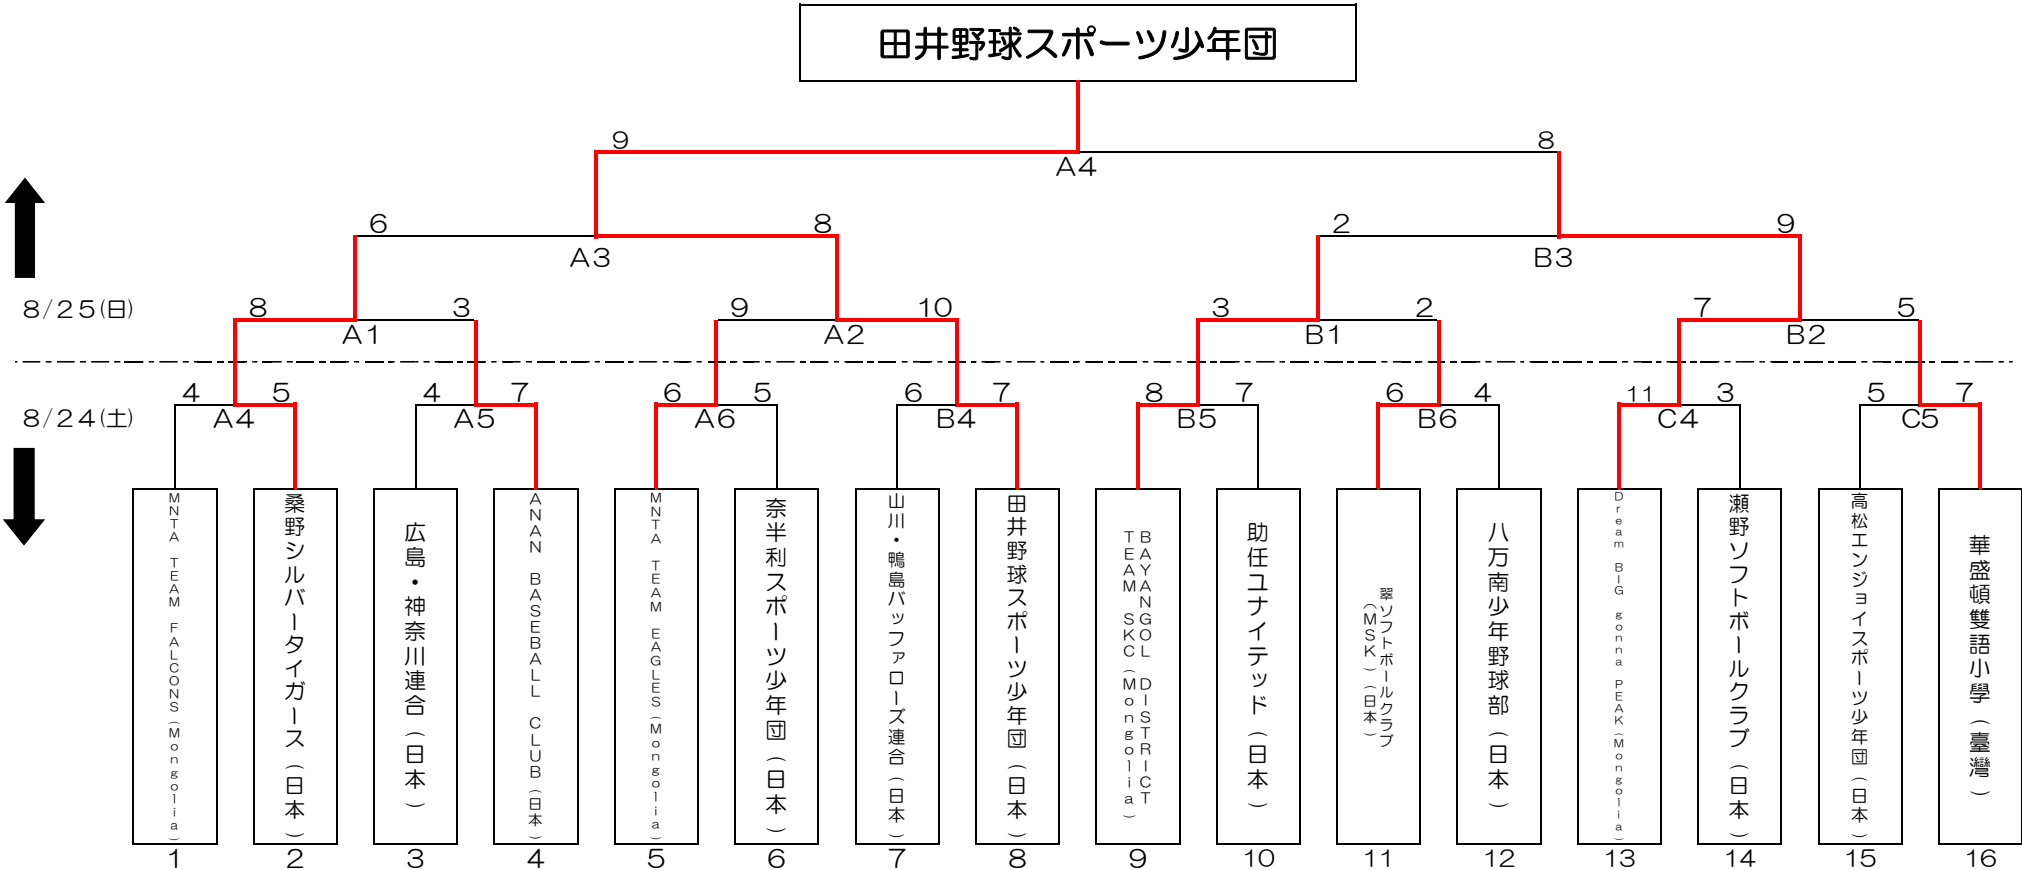 田井野球スポーツ少年団
9 8
A4
6 8 2 9
A3 B3
8/25(日)
8 3 9 10 3 2 7 5
A1 A2 B1 B2
8/24(土)
4 5 4 7 6 5 6 7 8 7 6 4 11 3 5 7
A4 A5 A6 B4 B5 B6 C4 C5
MNTA TEAM FALCONS(Mongolia)
桑野シルバータイガース(日本)
広島・神奈川連合(日本)
ANAN BASEBALL CLUB(日本)
MNTA TEAM EAGLES(Mongolia)
奈半利スポーツ少年団(日本)
山川・鴨島バッファローズ連合(日本)
田井野球スポーツ少年団(日本)
BAYANGOL DISTRICT
TEAM SKC(Mongolia)
助任ユナイテッド(日本)
翠ソフトボールクラブ
(MSK)(日本)
八万南少年野球部(日本)
Dream BIG gonna PEAK(Mongolia)
瀬野ソフトボールクラブ(日本)
高松エンジョイスポーツ少年団(日本)
華盛頓雙語小學(臺灣)
1 2 3 4 5 6 7 8 9 10 11 12 13 14 15 16